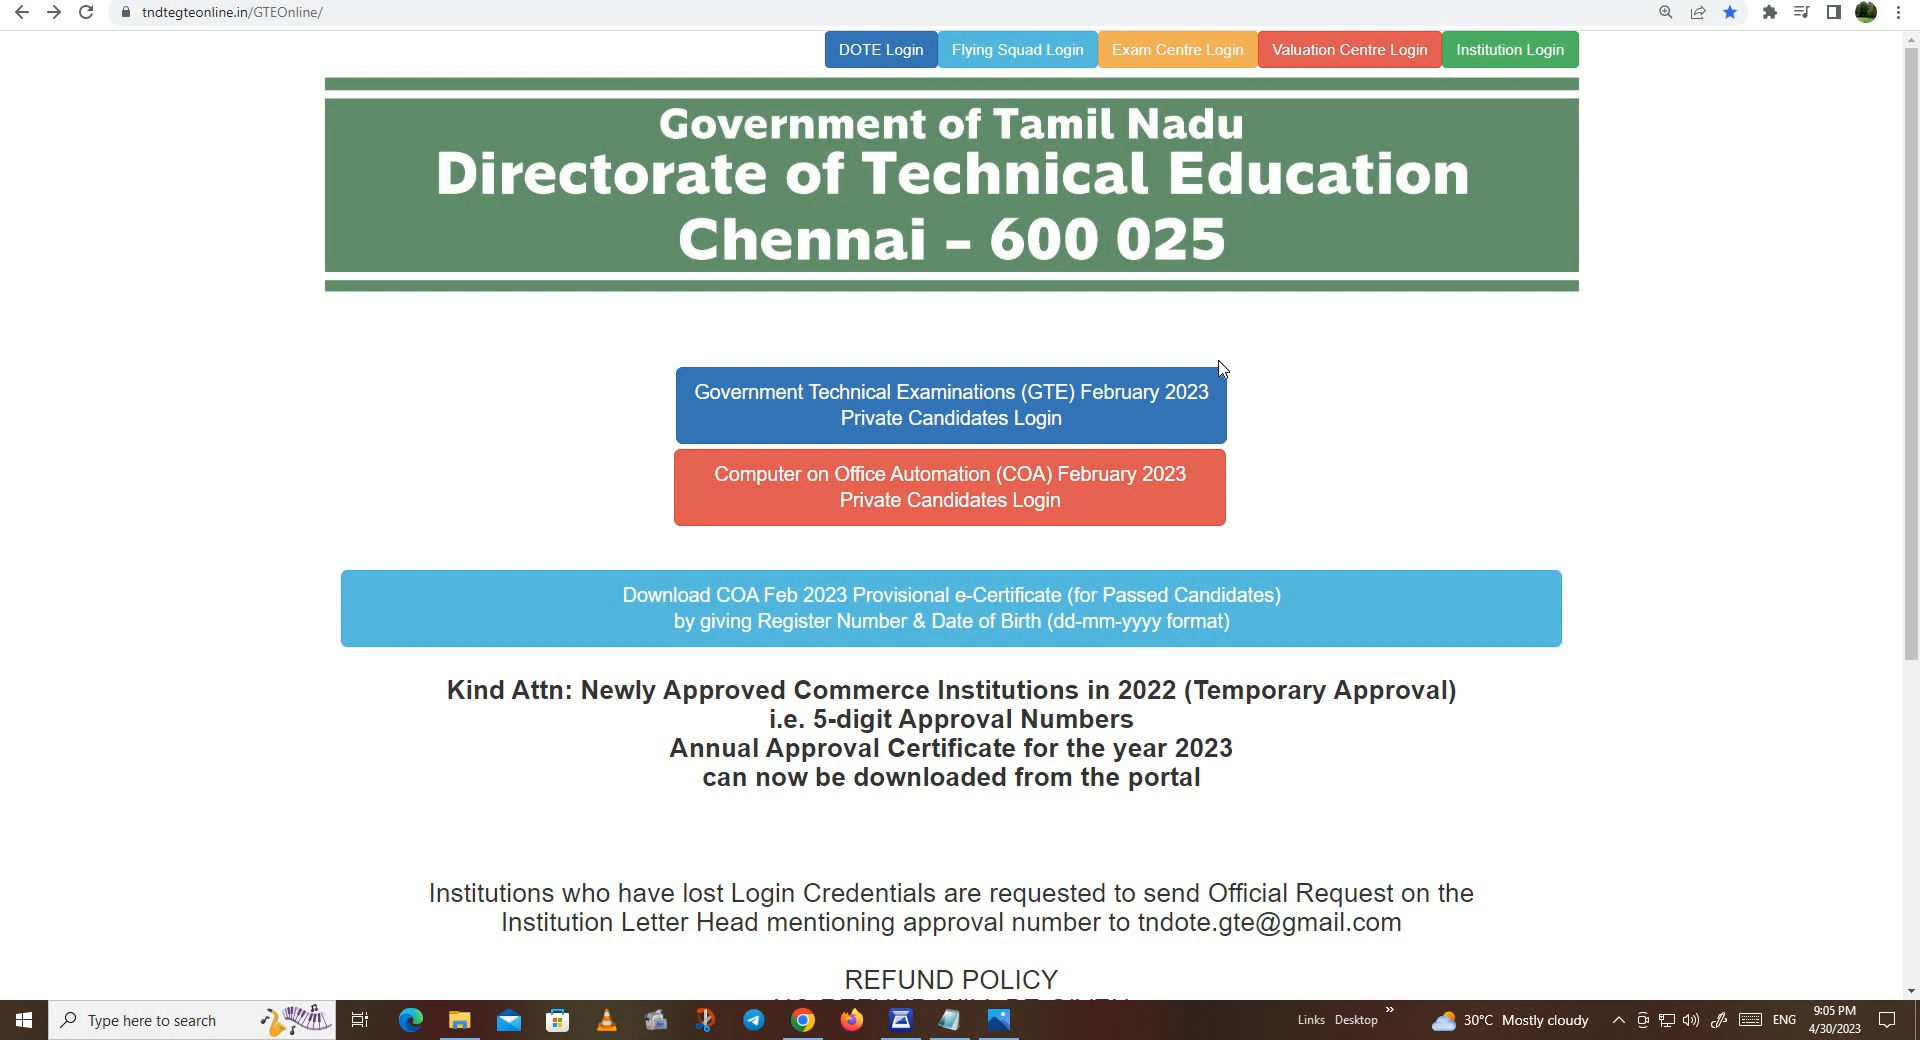 tndtegteonline.in/GTEOnline/
DOTE Login Flying Squad Login Exam Centre Login Valuation Centre Login Institution Login
Government of Tamil Nadu
Directorate of Technical Education
Chennai – 600 025
Government Technical Examinations (GTE) February 2023
Private Candidates Login
Computer on Office Automation (COA) February 2023
Private Candidates Login
Download COA Feb 2023 Provisional e-Certificate (for Passed Candidates)
by giving Register Number & Date of Birth (dd-mm-yyyy format)
Kind Attn: Newly Approved Commerce Institutions in 2022 (Temporary Approval)
i.e. 5-digit Approval Numbers
Annual Approval Certificate for the year 2023
can now be downloaded from the portal
Institutions who have lost Login Credentials are requested to send Official Request on the
Institution Letter Head mentioning approval number to tndote.gte@gmail.com
REFUND POLICY
NO REFUND WILL BE GIVEN
Type here to search Links Desktop » 30°C Mostly cloudy ENG 9:05 PM
4/30/2023